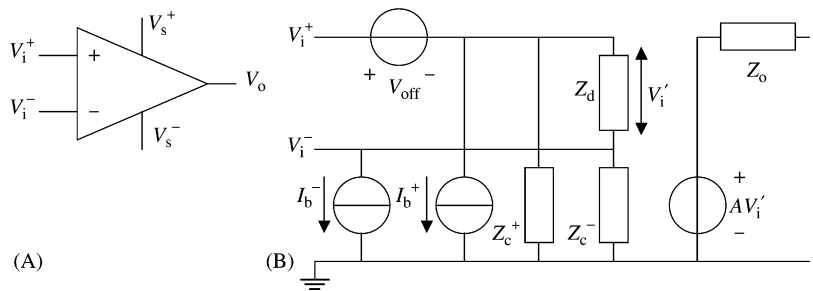 V_s^+
V_i^+
+
V_o
V_i^-
−
V_s^-
(A)
V_i^+
+ V_off −
Z_d
V_i′
Z_o
V_i^-
I_b^-
I_b^+
Z_c^+
Z_c^-
+
AV_i′
−
(B)